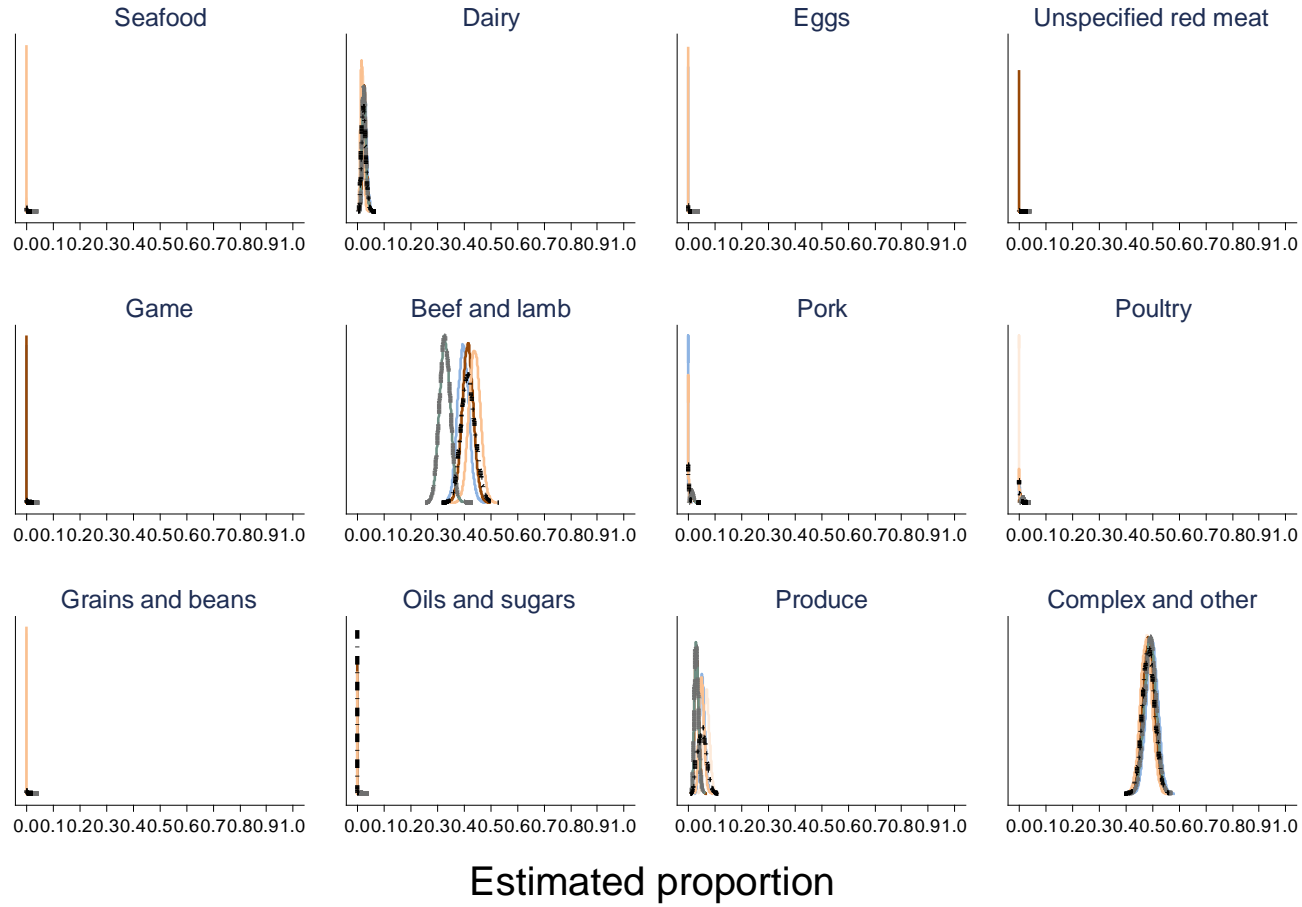 Seafood Dairy Eggs Unspecified red meat
0.00.10.20.30.40.50.60.70.80.91.0 0.00.10.20.30.40.50.60.70.80.91.0 0.00.10.20.30.40.50.60.70.80.91.0 0.00.10.20.30.40.50.60.70.80.91.0
Game Beef and lamb Pork Poultry
0.00.10.20.30.40.50.60.70.80.91.0 0.00.10.20.30.40.50.60.70.80.91.0 0.00.10.20.30.40.50.60.70.80.91.0 0.00.10.20.30.40.50.60.70.80.91.0
Grains and beans Oils and sugars Produce Complex and other
0.00.10.20.30.40.50.60.70.80.91.0 0.00.10.20.30.40.50.60.70.80.91.0 0.00.10.20.30.40.50.60.70.80.91.0 0.00.10.20.30.40.50.60.70.80.91.0
Estimated proportion